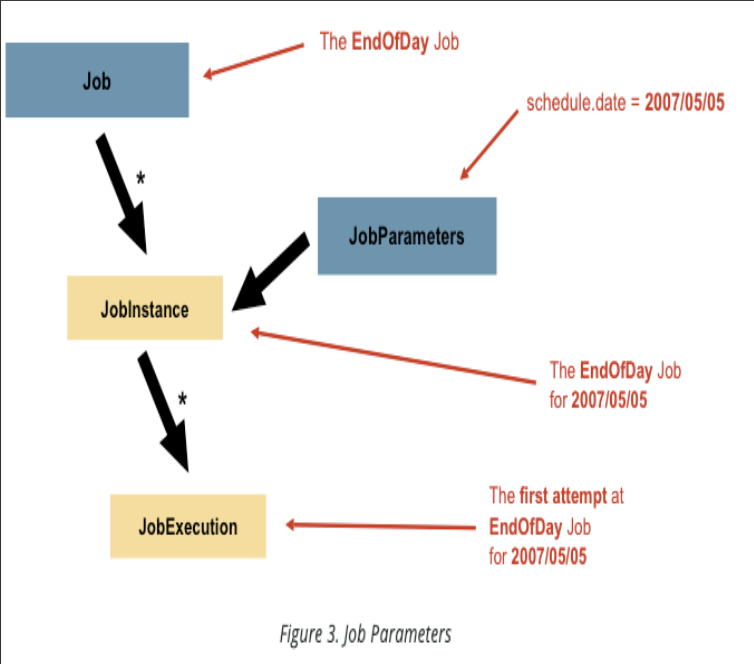 The EndOfDay Job
Job
schedule.date = 2007/05/05
*
JobParameters
JobInstance
The EndOfDay Job
for 2007/05/05
*
The first attempt at
EndOfDay Job
for 2007/05/05
JobExecution
Figure 3. Job Parameters